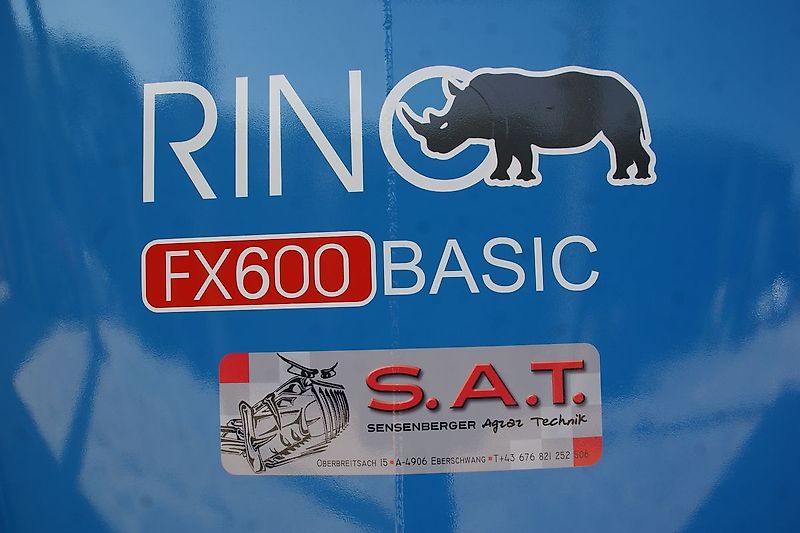 RINO
FX600 BASIC
S.A.T.
SENSENBERGER Agrar Technik
OBERBREITSACH 15 ▪ A-4906 EBERSCHWANG ▪ T+43 676 821 252 506